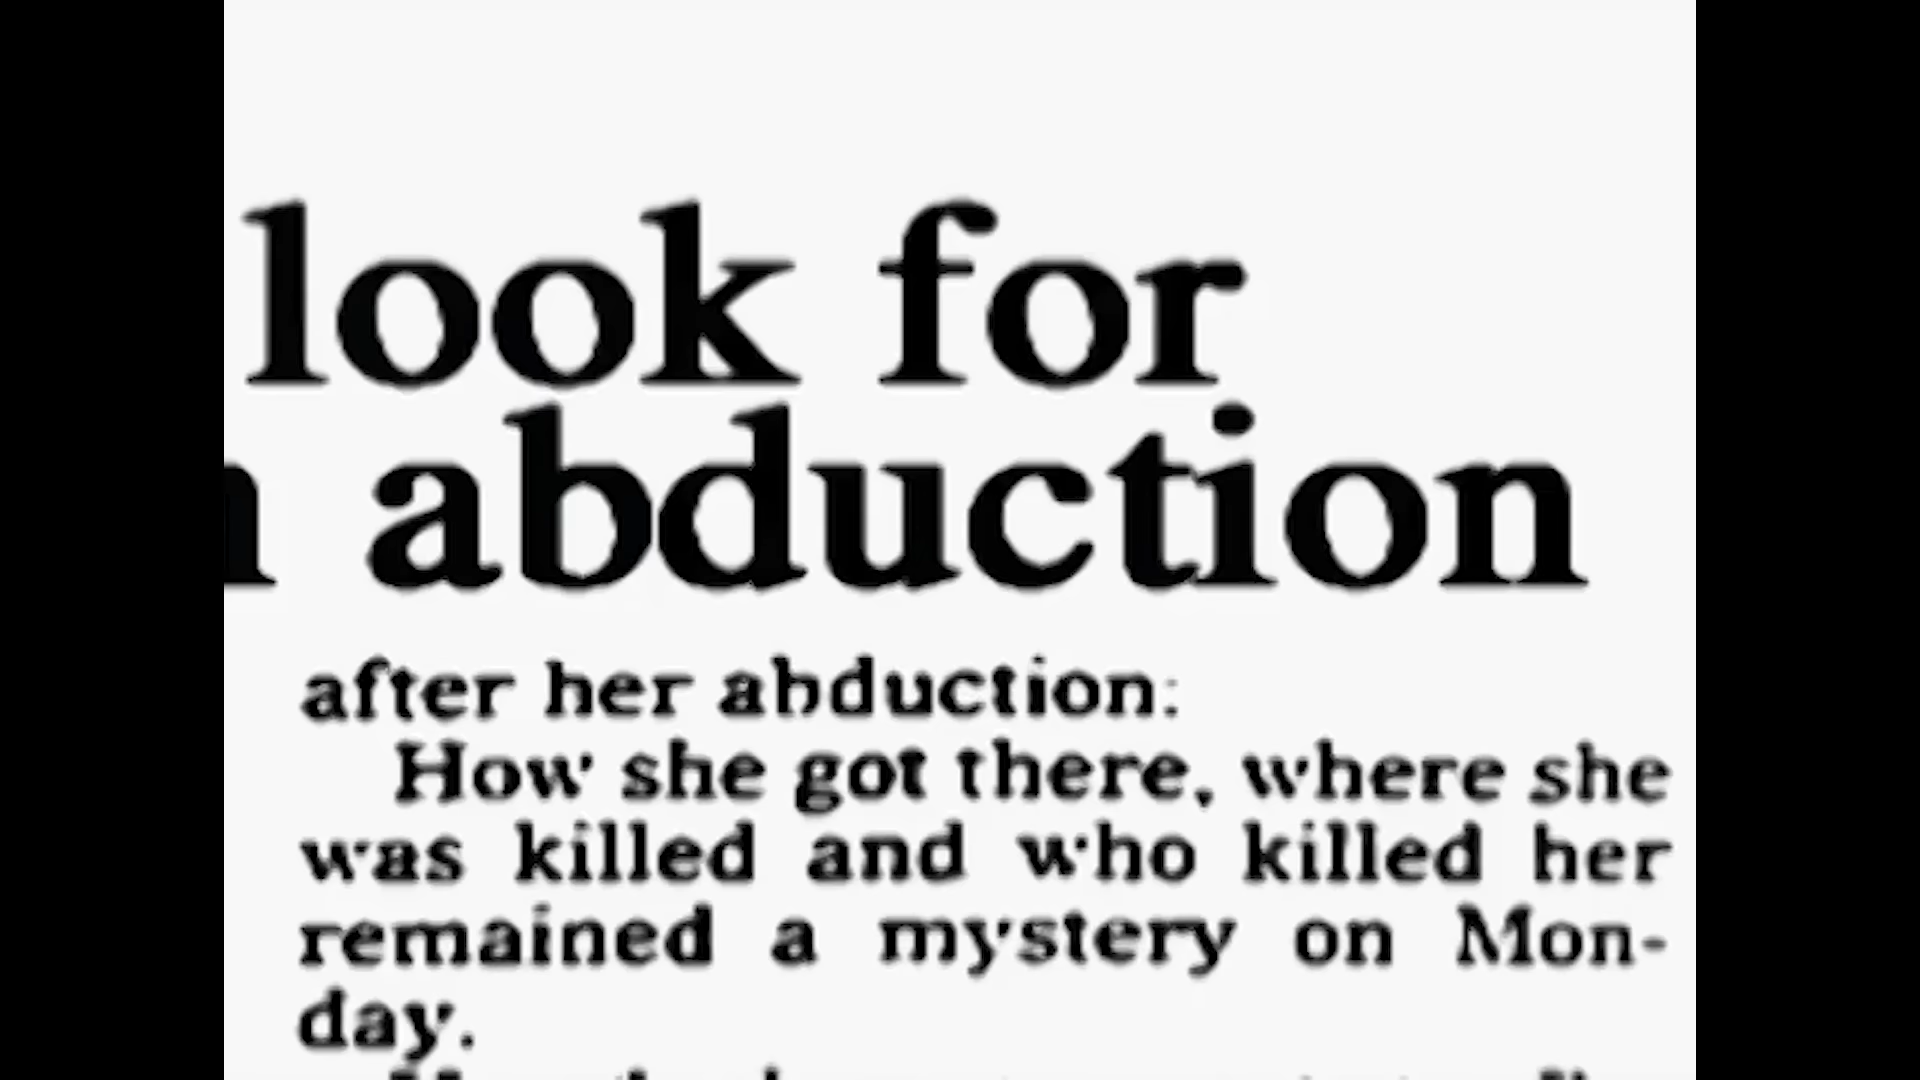 look for
abduction
after her abduction:
How she got there, where she
was killed and who killed her
remained a mystery on Mon-
day.